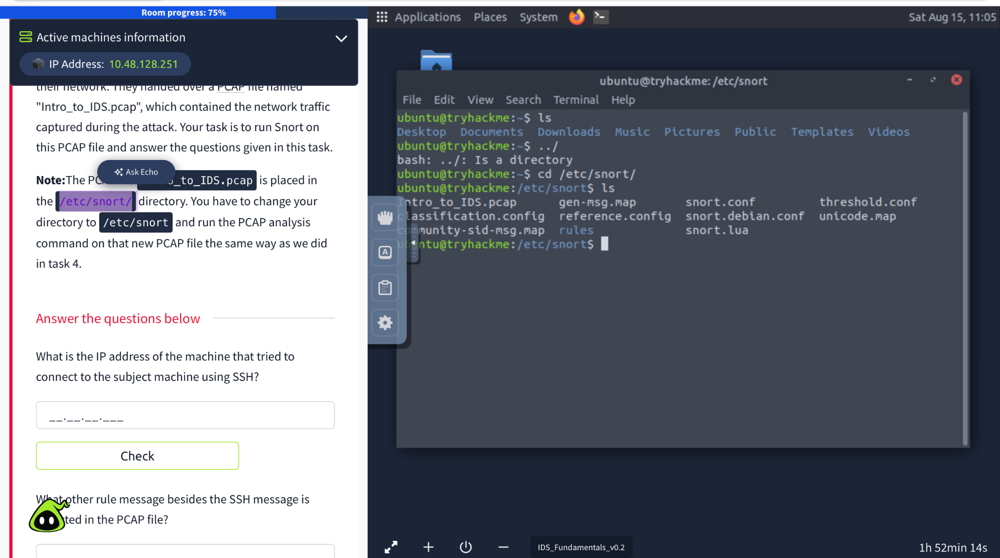 Room progress: 75%
Active machines information
IP Address: 10.48.128.251
their network. They handed over a PCAP file named
"Intro_to_IDS.pcap", which contained the network traffic
captured during the attack. Your task is to run Snort on
this PCAP file and answer the questions given in this task.
Ask Echo
Note:The PC _to_IDS.pcap is placed in
the /etc/snort/ directory. You have to change your
directory to /etc/snort and run the PCAP analysis
command on that new PCAP file the same way as we did
in task 4.
Answer the questions below
What is the IP address of the machine that tried to
connect to the subject machine using SSH?
__.__.__.___
Check
What other rule message besides the SSH message is
ted in the PCAP file?
Applications Places System
Sat Aug 15, 11:05
ubuntu@tryhackme: /etc/snort
File Edit View Search Terminal Help
ubuntu@tryhackme:~$ ls
Desktop Documents Downloads Music Pictures Public Templates Videos
ubuntu@tryhackme:~$ ../
bash: ../: Is a directory
ubuntu@tryhackme:~$ cd /etc/snort/
ubuntu@tryhackme:/etc/snort$ ls
Intro_to_IDS.pcap gen-msg.map snort.conf threshold.conf
classification.config reference.config snort.debian.conf unicode.map
community-sid-msg.map rules snort.lua
ubuntu@tryhackme:/etc/snort$
A
IDS_Fundamentals_v0.2
1h 52min 14s